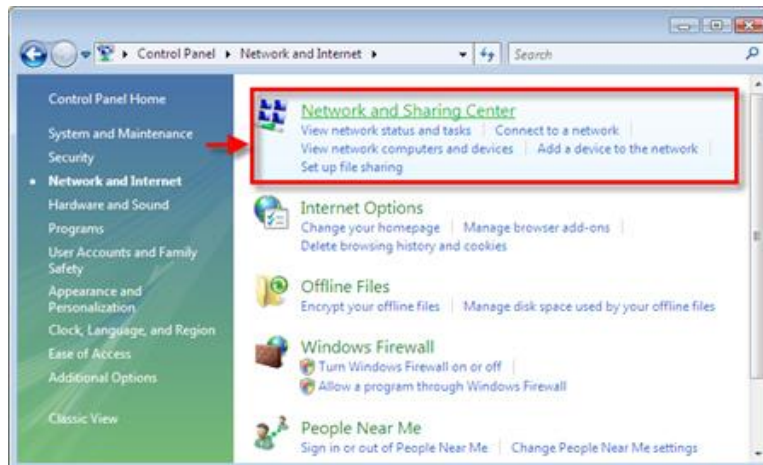 Control Panel Network and Internet Search
Control Panel Home
System and Maintenance
Security
Network and Internet
Hardware and Sound
Programs
User Accounts and Family
Safety
Appearance and
Personalization
Clock, Language, and Region
Ease of Access
Additional Options
Classic View
Network and Sharing Center
View network status and tasks Connect to a network
View network computers and devices Add a device to the network
Set up file sharing
Internet Options
Change your homepage Manage browser add-ons
Delete browsing history and cookies
Offline Files
Encrypt your offline files Manage disk space used by your offline files
Windows Firewall
Turn Windows Firewall on or off
Allow a program through Windows Firewall
People Near Me
Sign in or out of People Near Me Change People Near Me settings